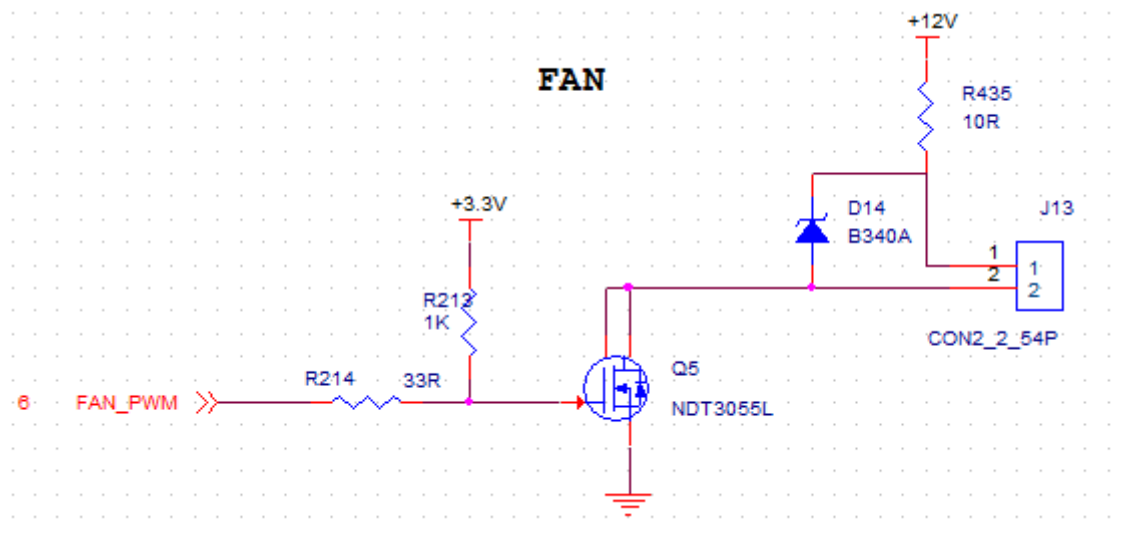 +12V
FAN
R435
10R
+3.3V
D14
B340A
J13
1
2
1
2
R213
1K
CON2_2_54P
R214
33R
Q5
NDT3055L
6
FAN_PWM